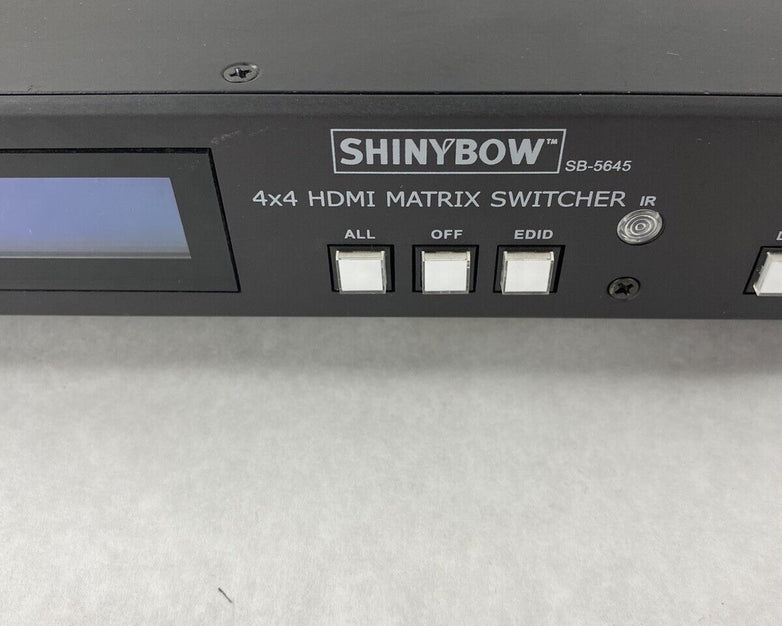 SHINYBOW™
SB-5645
4x4 HDMI MATRIX SWITCHER IR
ALL OFF EDID